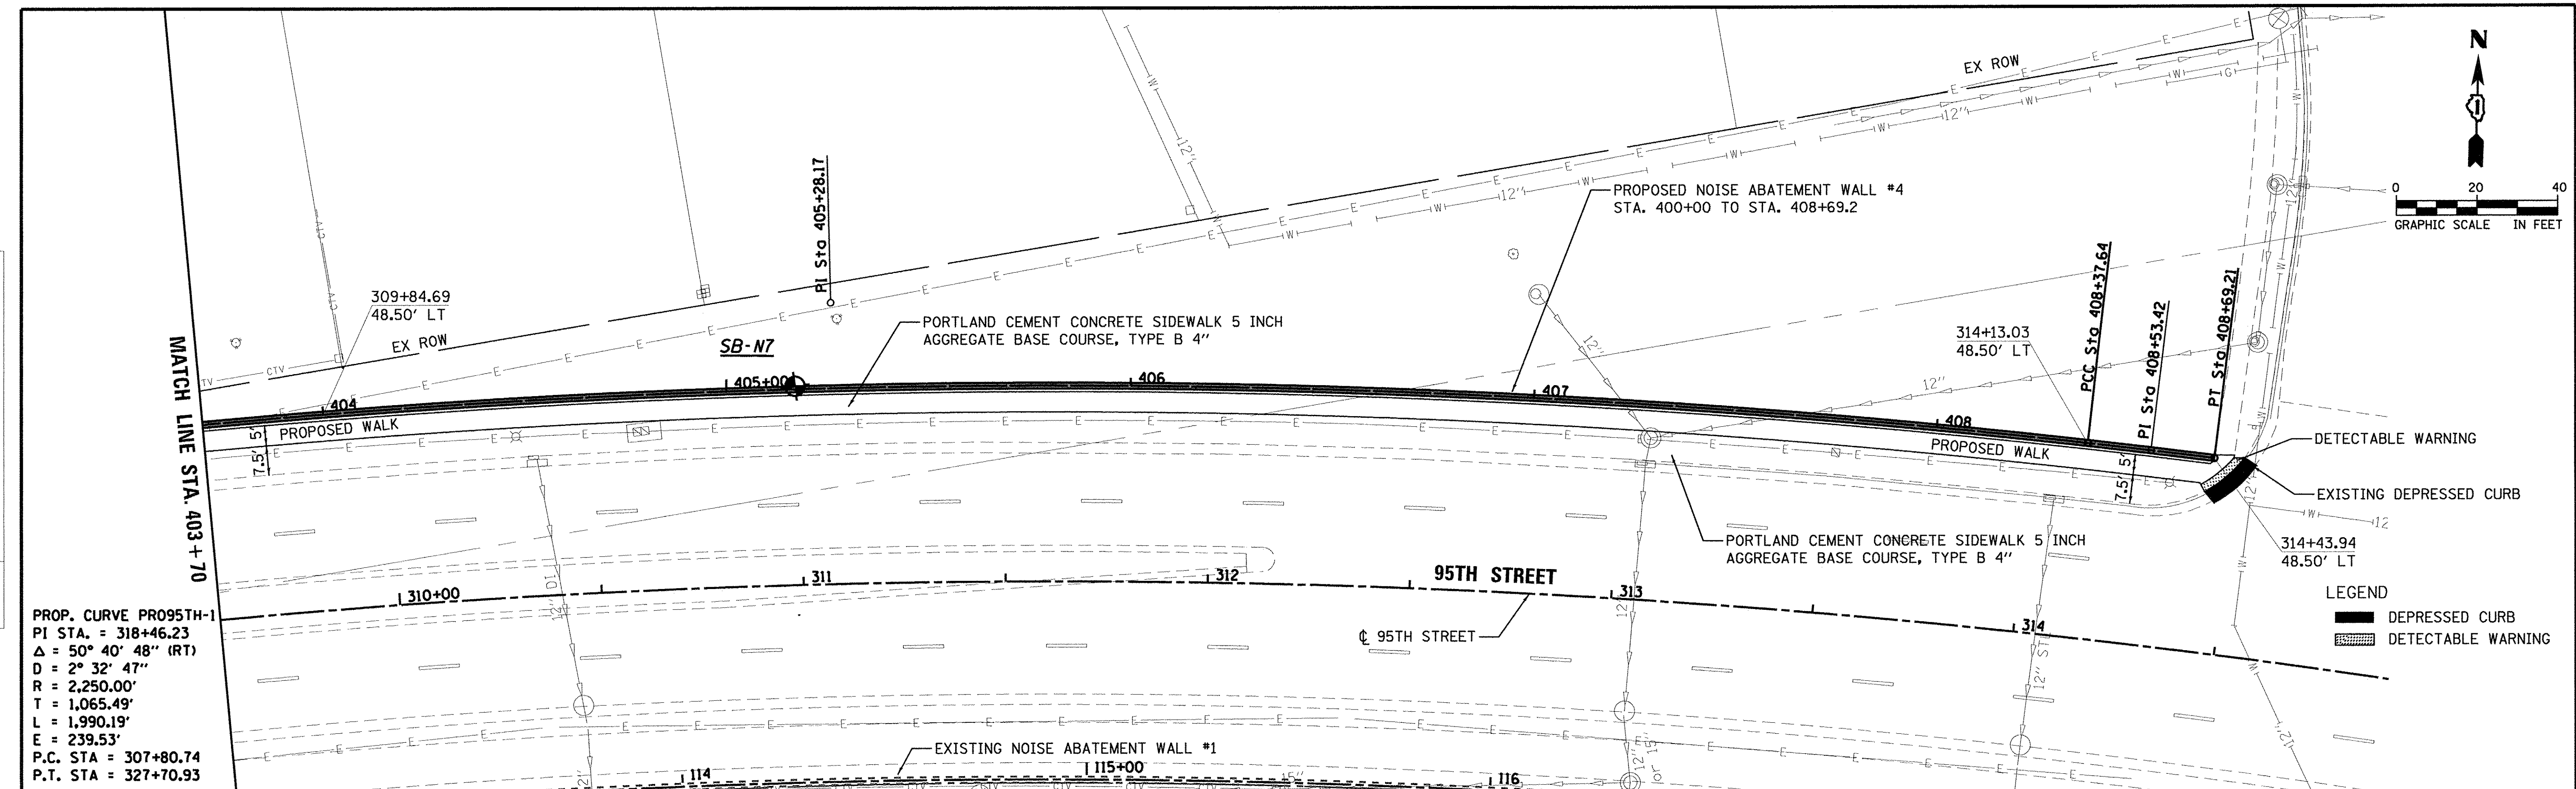 EX ROW
N
0 20 40
GRAPHIC SCALE IN FEET
PROPOSED NOISE ABATEMENT WALL #4
STA. 400+00 TO STA. 408+69.2
PI Sta 405+28.17
309+84.69
48.50' LT
EX ROW
CTV
SB-N7
PORTLAND CEMENT CONCRETE SIDEWALK 5 INCH
AGGREGATE BASE COURSE, TYPE B 4"
314+13.03
48.50' LT
PCC Sta 408+37.64
PI Sta 408+53.42
PT Sta 408+69.21
MATCH LINE STA. 403+70
404
405+00
406
407
408
PROPOSED WALK
PROPOSED WALK
5'
7.5'
5'
7.5'
12"
12"
12"
12"
12"
DETECTABLE WARNING
EXISTING DEPRESSED CURB
PORTLAND CEMENT CONCRETE SIDEWALK 5 INCH
AGGREGATE BASE COURSE, TYPE B 4"
314+43.94
48.50' LT
310+00
311
312
95TH STREET
313
314
℄ 95TH STREET
LEGEND
DEPRESSED CURB
DETECTABLE WARNING
PROP. CURVE PRO95TH-1
PI STA. = 318+46.23
Δ = 50° 40' 48" (RT)
D = 2° 32' 47"
R = 2,250.00'
T = 1,065.49'
L = 1,990.19'
E = 239.53'
P.C. STA = 307+80.74
P.T. STA = 327+70.93
EXISTING NOISE ABATEMENT WALL #1
114
115+00
116